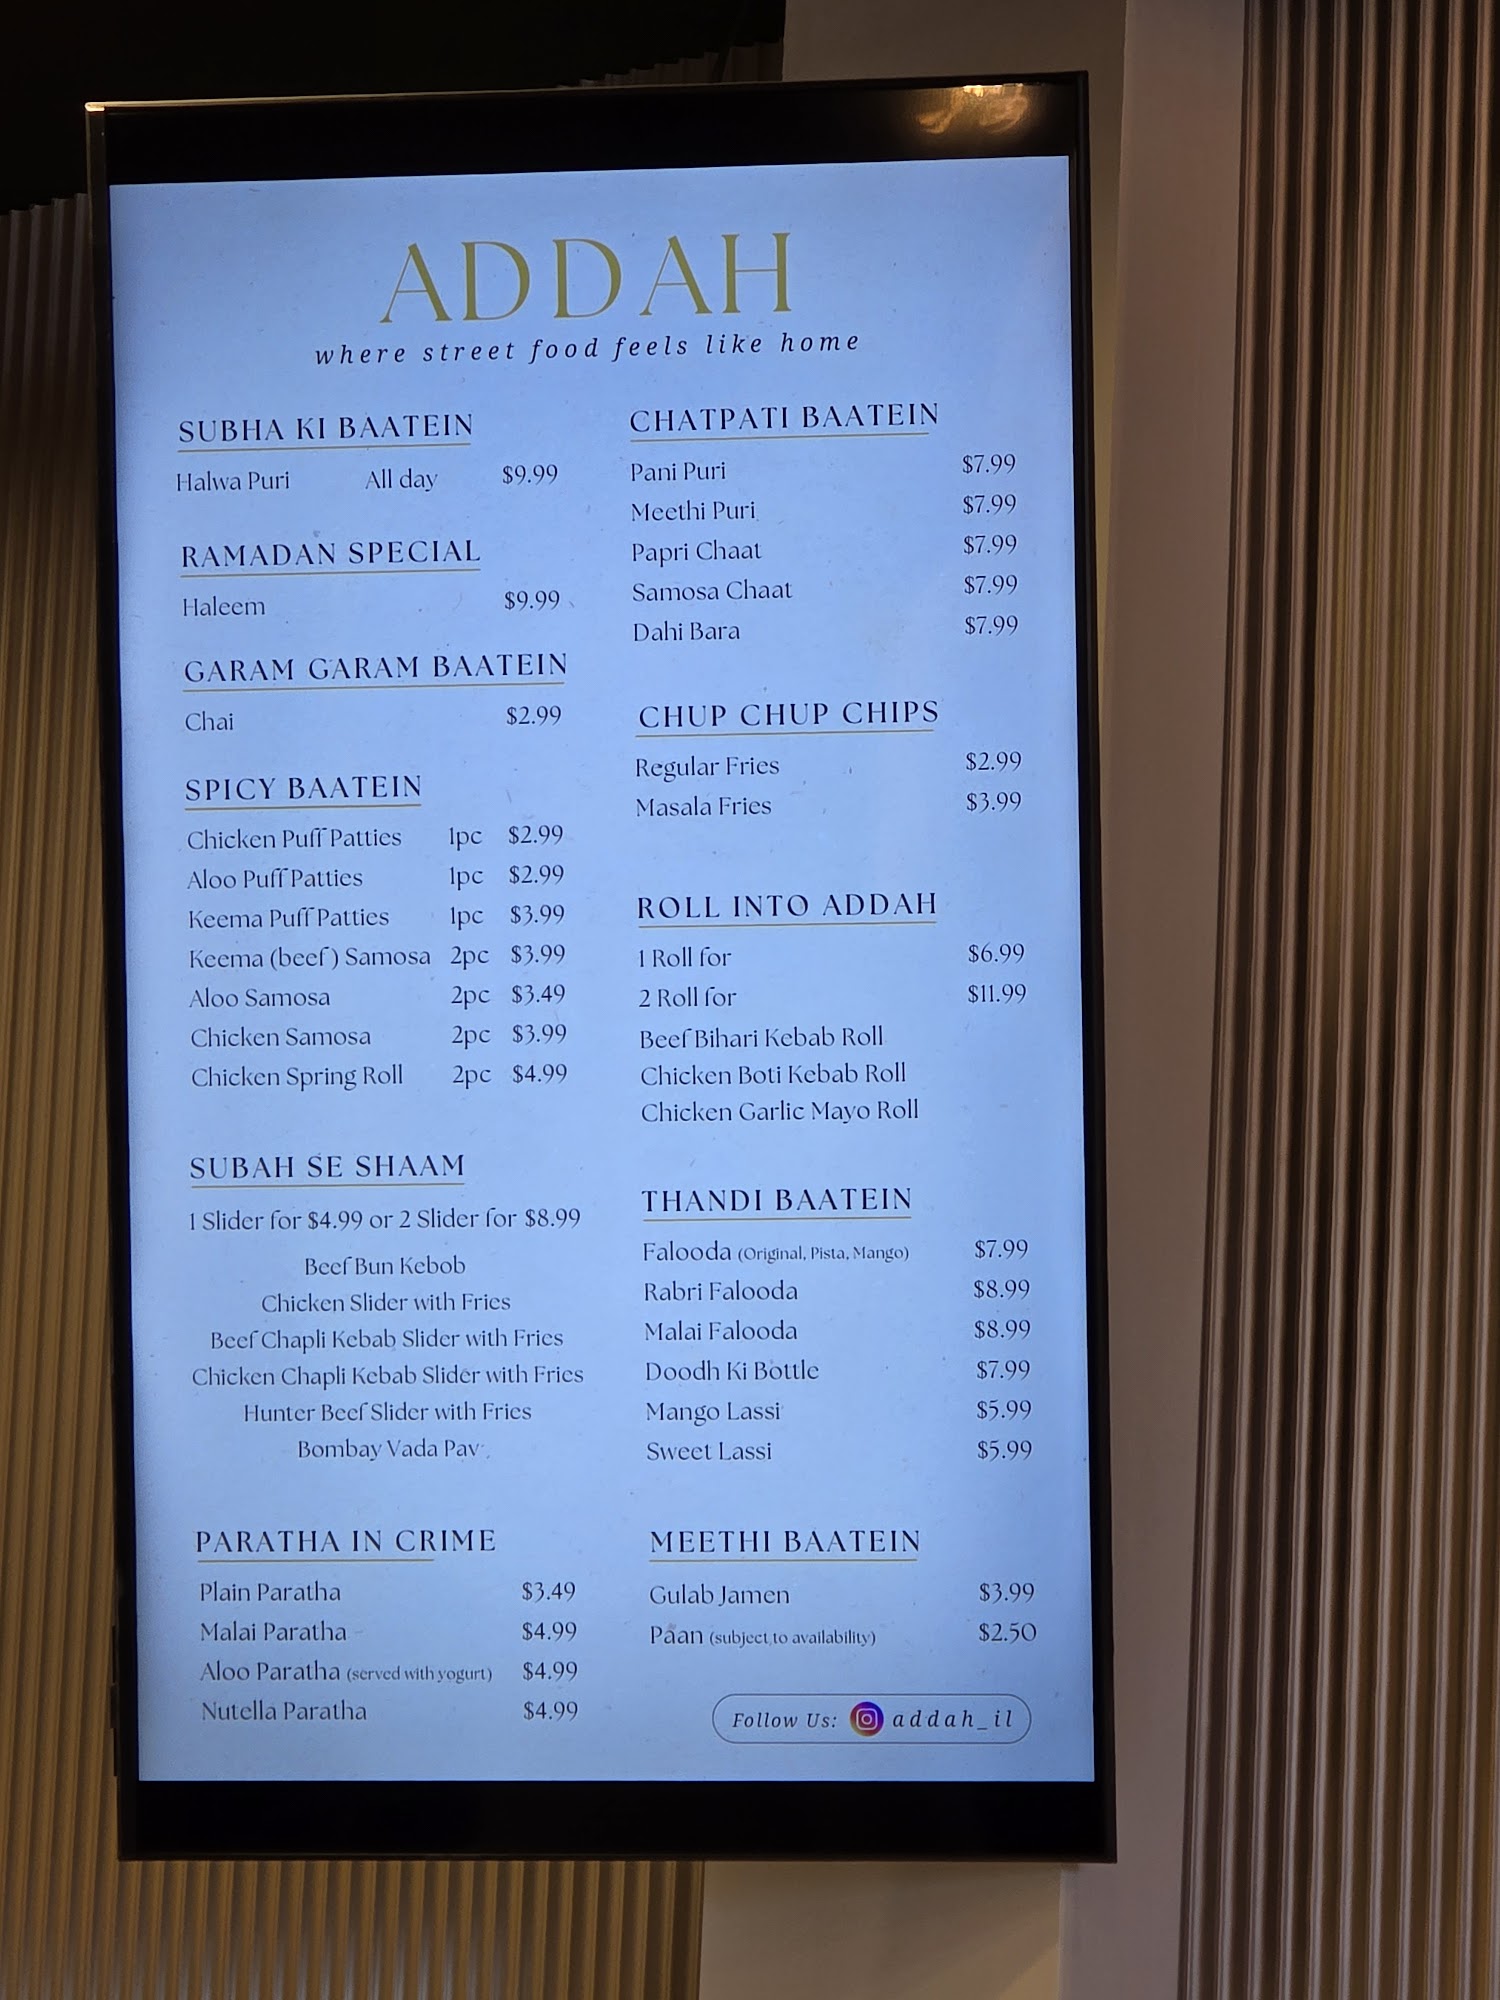 ADDAH
where street food feels like home
SUBHA KI BAATEIN
Halwa Puri All day $9.99
RAMADAN SPECIAL
Haleem $9.99
GARAM GARAM BAATEIN
Chai $2.99
SPICY BAATEIN
Chicken Puff Patties 1pc $2.99
Aloo Puff Patties 1pc $2.99
Keema Puff Patties 1pc $3.99
Keema (beef) Samosa 2pc $3.99
Aloo Samosa 2pc $3.49
Chicken Samosa 2pc $3.99
Chicken Spring Roll 2pc $4.99
SUBAH SE SHAAM
1 Slider for $4.99 or 2 Slider for $8.99
Beef Bun Kebob
Chicken Slider with Fries
Beef Chapli Kebab Slider with Fries
Chicken Chapli Kebab Slider with Fries
Hunter Beef Slider with Fries
Bombay Vada Pav
PARATHA IN CRIME
Plain Paratha $3.49
Malai Paratha $4.99
Aloo Paratha (served with yogurt) $4.99
Nutella Paratha $4.99
CHATPATI BAATEIN
Pani Puri $7.99
Meethi Puri $7.99
Papri Chaat $7.99
Samosa Chaat $7.99
Dahi Bara $7.99
CHUP CHUP CHIPS
Regular Fries $2.99
Masala Fries $3.99
ROLL INTO ADDAH
1 Roll for $6.99
2 Roll for $11.99
Beef Bihari Kebab Roll
Chicken Boti Kebab Roll
Chicken Garlic Mayo Roll
THANDI BAATEIN
Falooda (Original, Pista, Mango) $7.99
Rabri Falooda $8.99
Malai Falooda $8.99
Doodh Ki Bottle $7.99
Mango Lassi $5.99
Sweet Lassi $5.99
MEETHI BAATEIN
Gulab Jamen $3.99
Paan (subject to availability) $2.50
Follow Us: addah_il